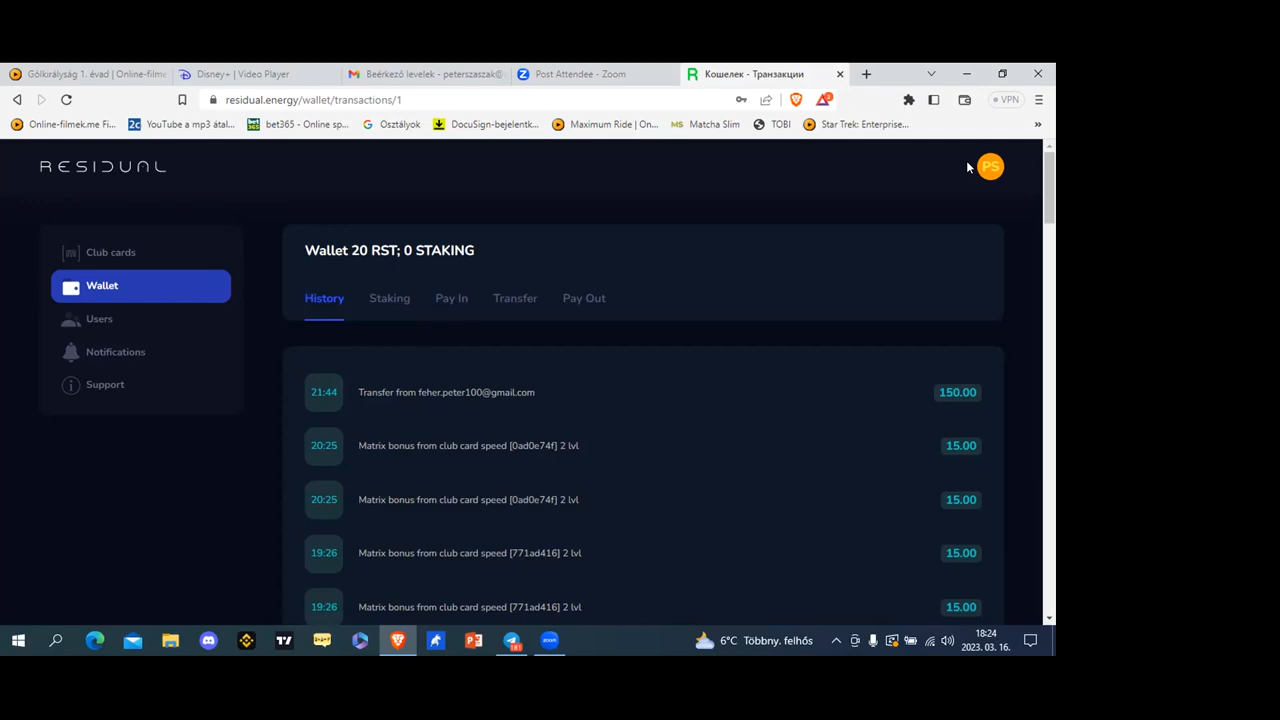 Gólkirályság 1. évad | Online-filme
Disney+ | Video Player
Beérkező levelek - peterszaszak@
Post Attendee - Zoom
Кошелек - Транзакции
residual.energy/wallet/transactions/1
VPN
Online-filmek.me Fi...
YouTube a mp3 átal...
bet365 - Online sp...
Osztályok
DocuSign-bejelentk...
Maximum Ride | On...
MS Matcha Slim
TOBI
Star Trek: Enterprise...
RESIDUAL
PS
Club cards
Wallet
Users
Notifications
Support
Wallet 20 RST; 0 STAKING
History Staking Pay In Transfer Pay Out
21:44 Transfer from feher.peter100@gmail.com 150.00
20:25 Matrix bonus from club card speed [0ad0e74f] 2 lvl 15.00
20:25 Matrix bonus from club card speed [0ad0e74f] 2 lvl 15.00
19:26 Matrix bonus from club card speed [771ad416] 2 lvl 15.00
19:26 Matrix bonus from club card speed [771ad416] 2 lvl 15.00
6°C Többny. felhős
18:24
2023. 03. 16.